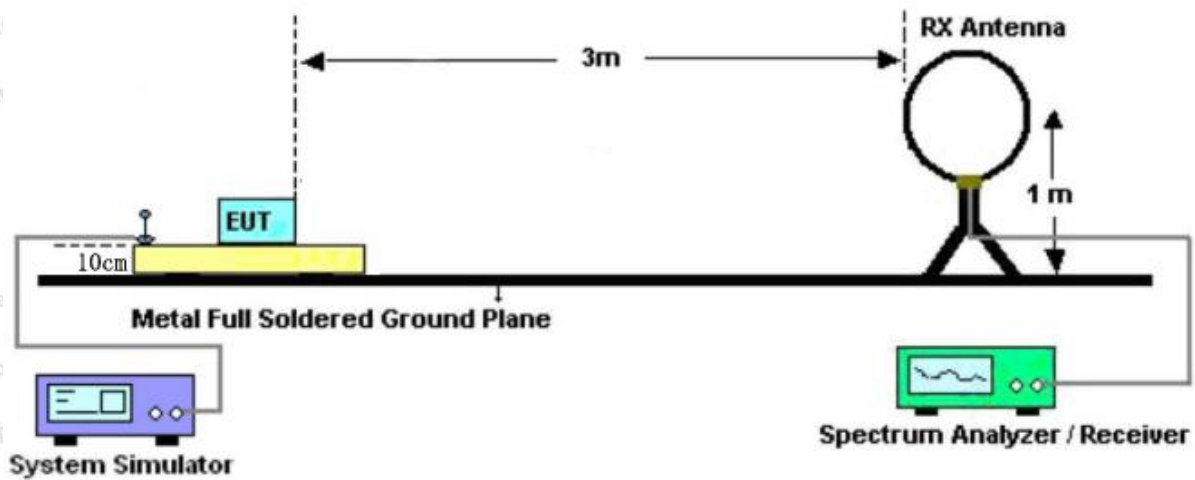 RX Antenna
3m
EUT
1 m
10cm
Metal Full Soldered Ground Plane
System Simulator
Spectrum Analyzer / Receiver